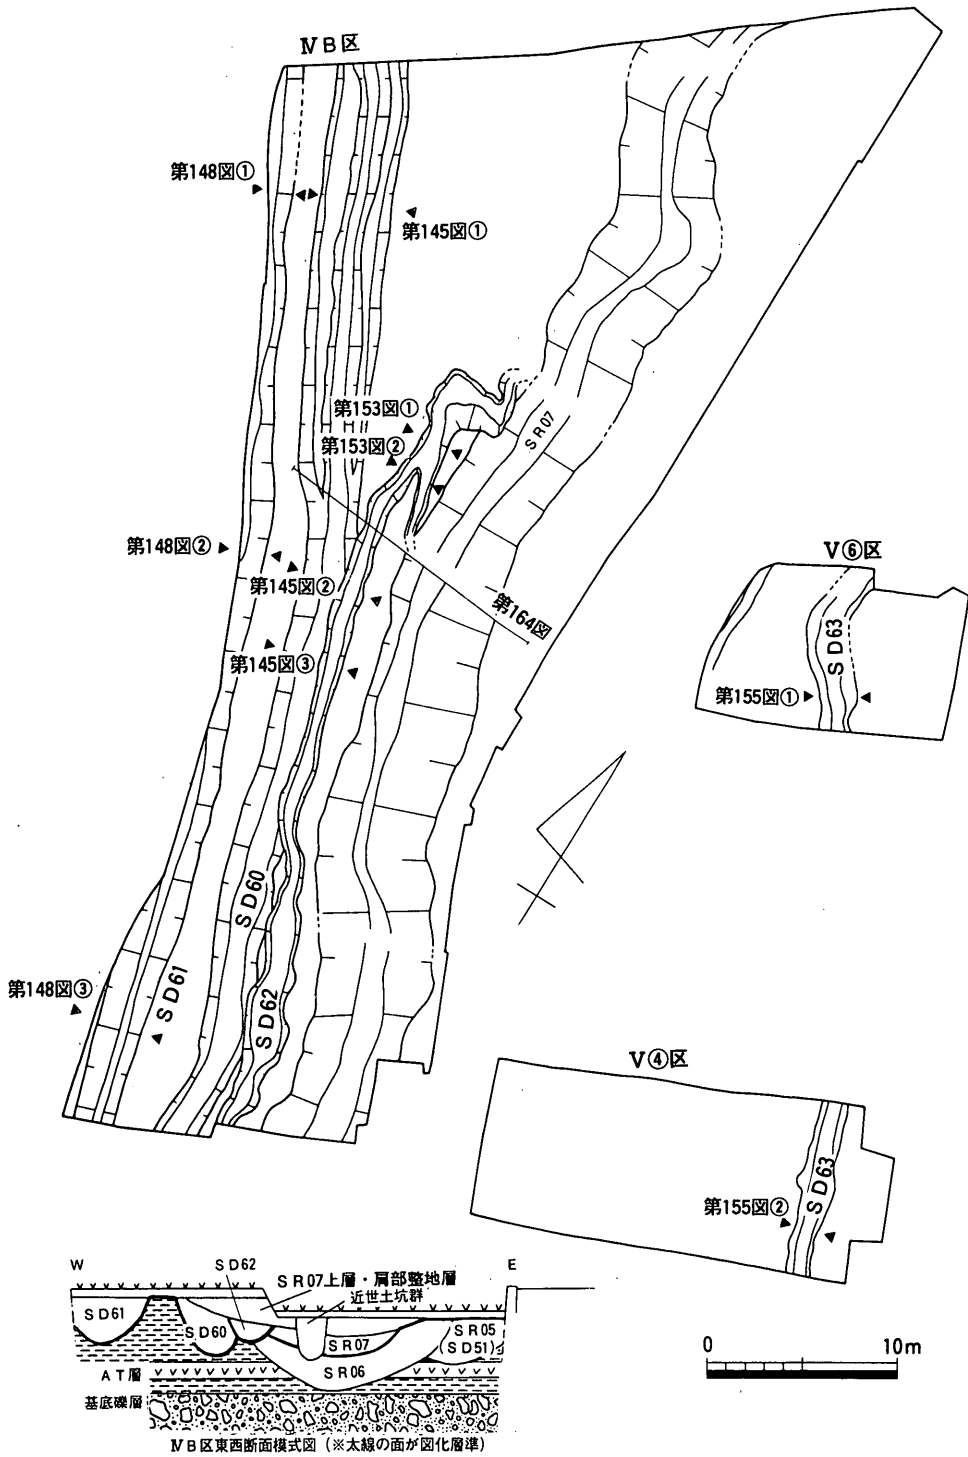 ⅣB区
第148図①
第145図①
第153図①
第153図②
SR07
第148図②
第145図②
第164図
第145図③
Ⅴ⑥区
SD63
第155図①
SD60
SD61
SD62
第148図③
Ⅴ④区
SD63
第155図②
W
SD62
SR07上層・肩部整地層
近世土坑群
E
SD61
SD60
SR07
SR05
(SD51)
SR06
AT層
基底礫層
ⅣB区東西断面模式図(※太線の面が図化層準)
0 10m